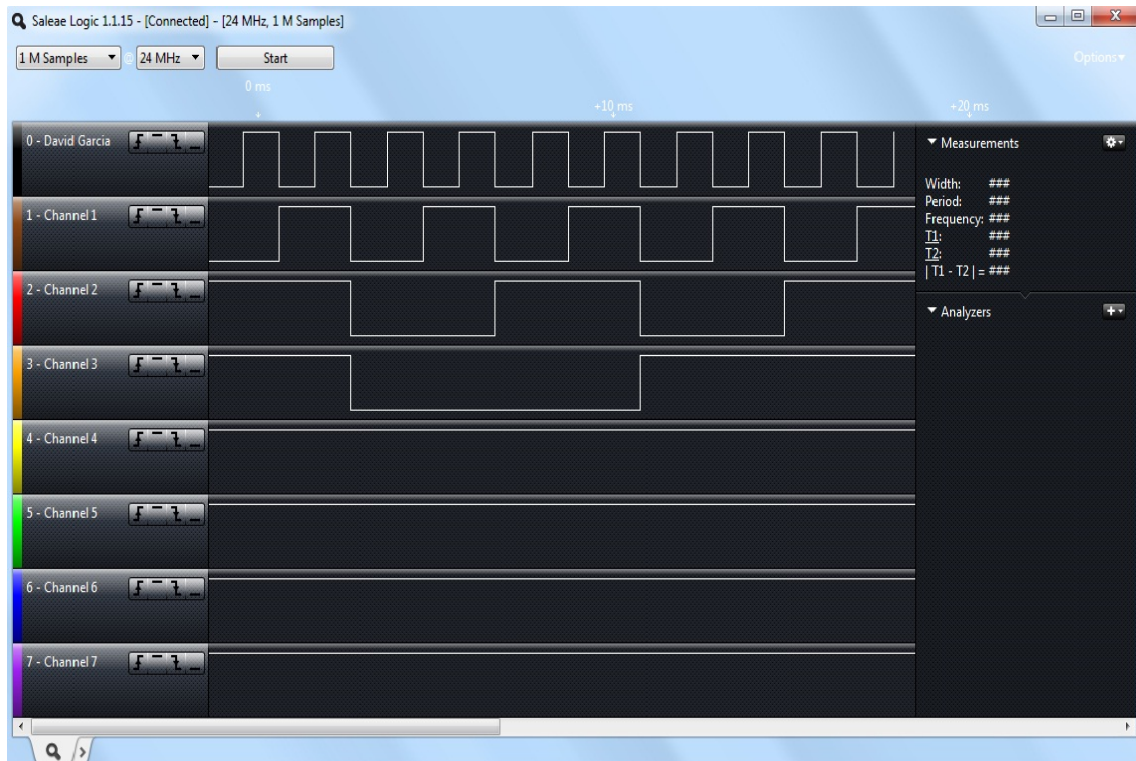 Saleae Logic 1.1.15 - [Connected] - [24 MHz, 1 M Samples]
1 M Samples @ 24 MHz Start Options
0 ms
+10 ms +20 ms
0 - David Garcia
1 - Channel 1
2 - Channel 2
3 - Channel 3
4 - Channel 4
5 - Channel 5
6 - Channel 6
7 - Channel 7
Measurements
Width: ###
Period: ###
Frequency: ###
T1: ###
T2: ###
| T1 - T2 | = ###
Analyzers